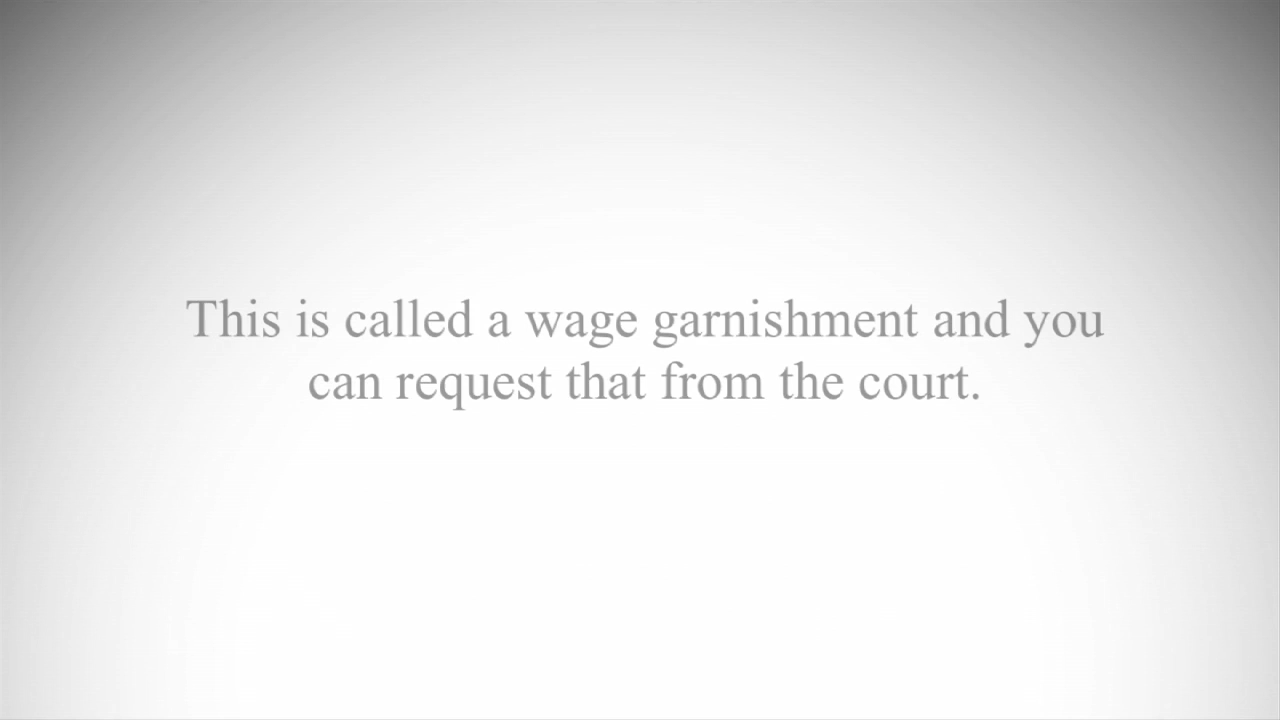 This is called a wage garnishment and you
can request that from the court.